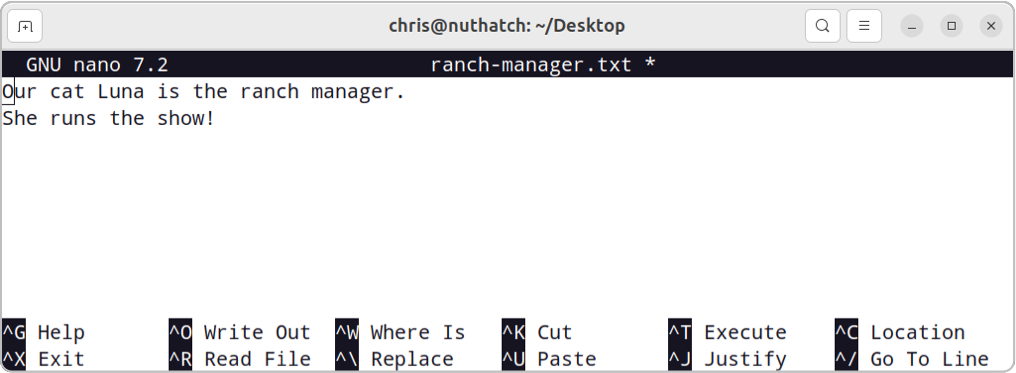 chris@nuthatch: ~/Desktop
GNU nano 7.2 ranch-manager.txt *
Our cat Luna is the ranch manager.
She runs the show!
^G Help ^O Write Out ^W Where Is ^K Cut ^T Execute ^C Location
^X Exit ^R Read File ^\ Replace ^U Paste ^J Justify ^/ Go To Line